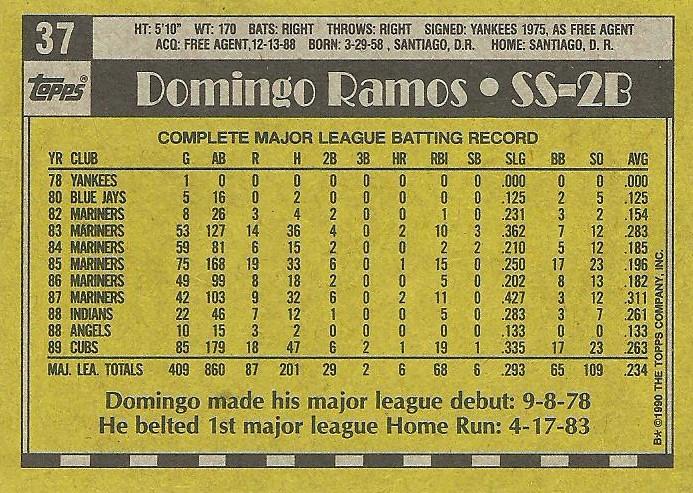 37
HT: 5'10" WT: 170 BATS: RIGHT THROWS: RIGHT SIGNED: YANKEES 1975, AS FREE AGENT
ACQ: FREE AGENT,12-13-88 BORN: 3-29-58 , SANTIAGO, D.R. HOME: SANTIAGO, D. R.
TOPPS® Domingo Ramos • SS=2B
COMPLETE MAJOR LEAGUE BATTING RECORD
YR CLUB G AB R H 2B 3B HR RBI SB SLG BB SO AVG
78 YANKEES 1 0 0 0 0 0 0 0 0 .000 0 0 .000
80 BLUE JAYS 5 16 0 2 0 0 0 0 0 .125 2 5 .125
82 MARINERS 8 26 3 4 2 0 0 1 0 .231 3 2 .154
83 MARINERS 53 127 14 36 4 0 2 10 3 .362 7 12 .283
84 MARINERS 59 81 6 15 2 0 0 2 2 .210 5 12 .185
85 MARINERS 75 168 19 33 6 0 1 15 0 .250 17 23 .196
86 MARINERS 49 99 8 18 2 0 0 5 0 .202 8 13 .182
87 MARINERS 42 103 9 32 6 0 2 11 0 .427 3 12 .311
88 INDIANS 22 46 7 12 1 0 0 5 0 .283 3 7 .261
88 ANGELS 10 15 3 2 0 0 0 0 0 .133 0 0 .133
89 CUBS 85 179 18 47 6 2 1 19 1 .335 17 23 .263
MAJ. LEA. TOTALS 409 860 87 201 29 2 6 68 6 .293 65 109 .234
Domingo made his major league debut: 9-8-78
He belted 1st major league Home Run: 4-17-83
B* ©1990 THE TOPPS COMPANY, INC.